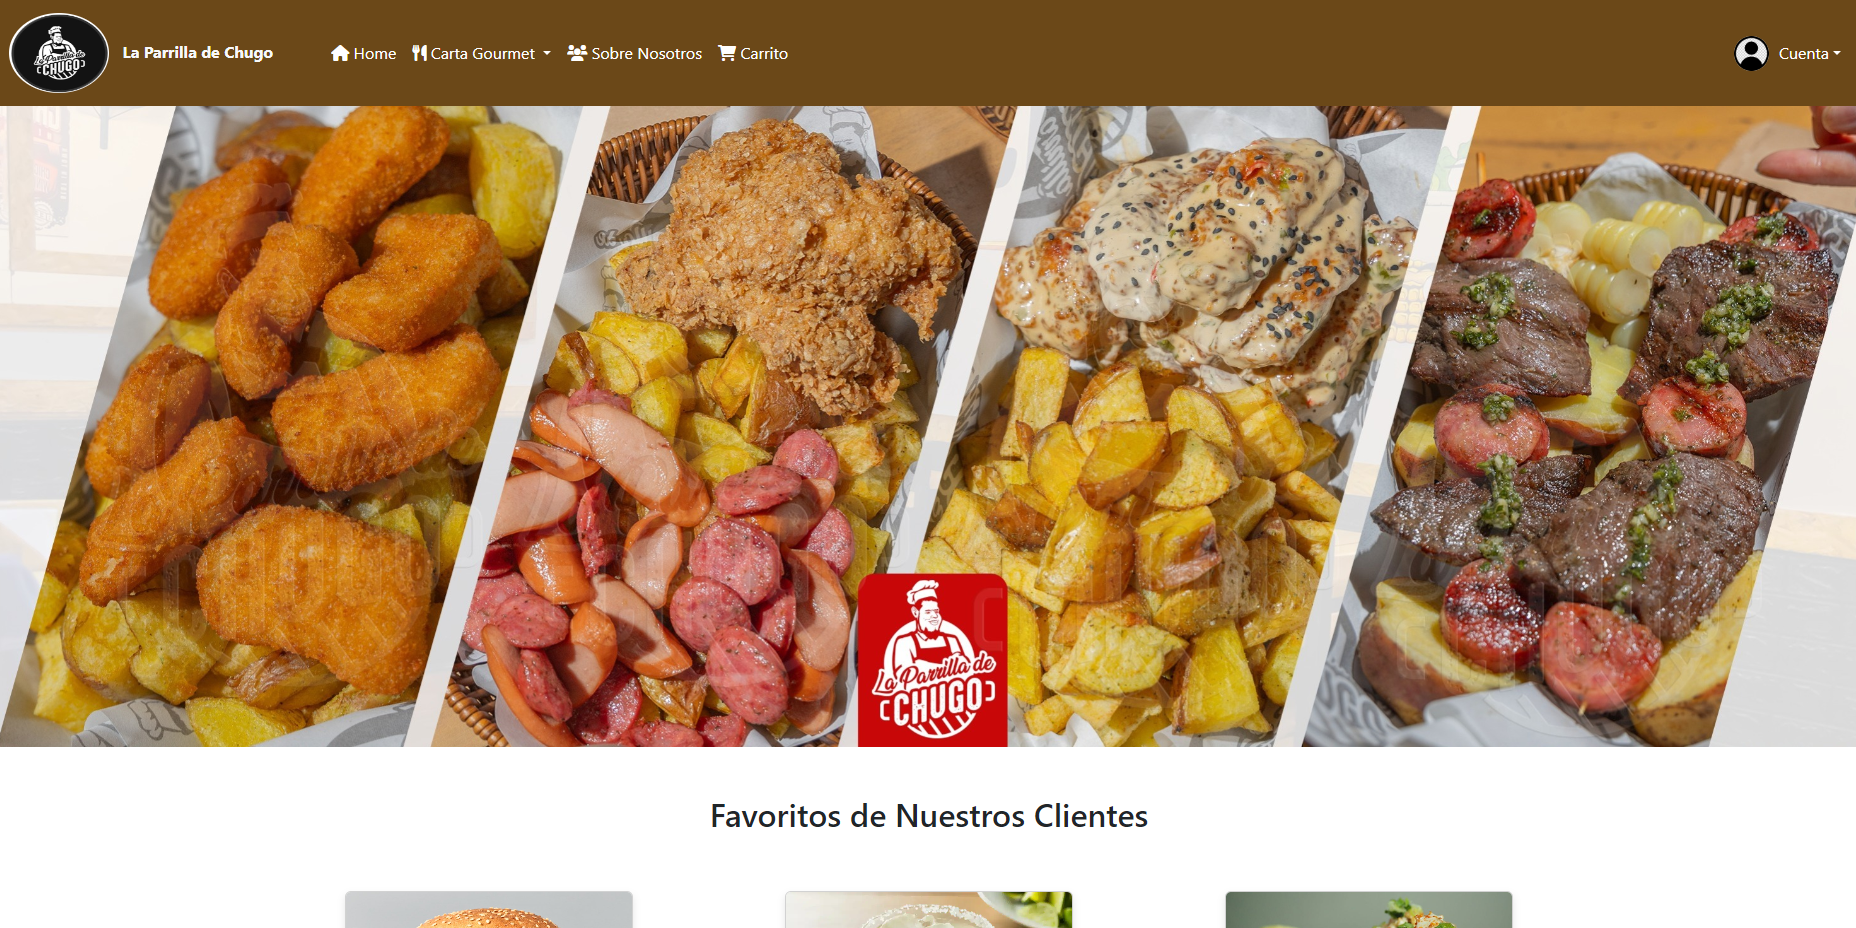 La Parrilla de
CHUGO
La Parrilla de Chugo
Home
Carta Gourmet
Sobre Nosotros
Carrito
Cuenta
La Parrilla de
CHUGO
Favoritos de Nuestros Clientes